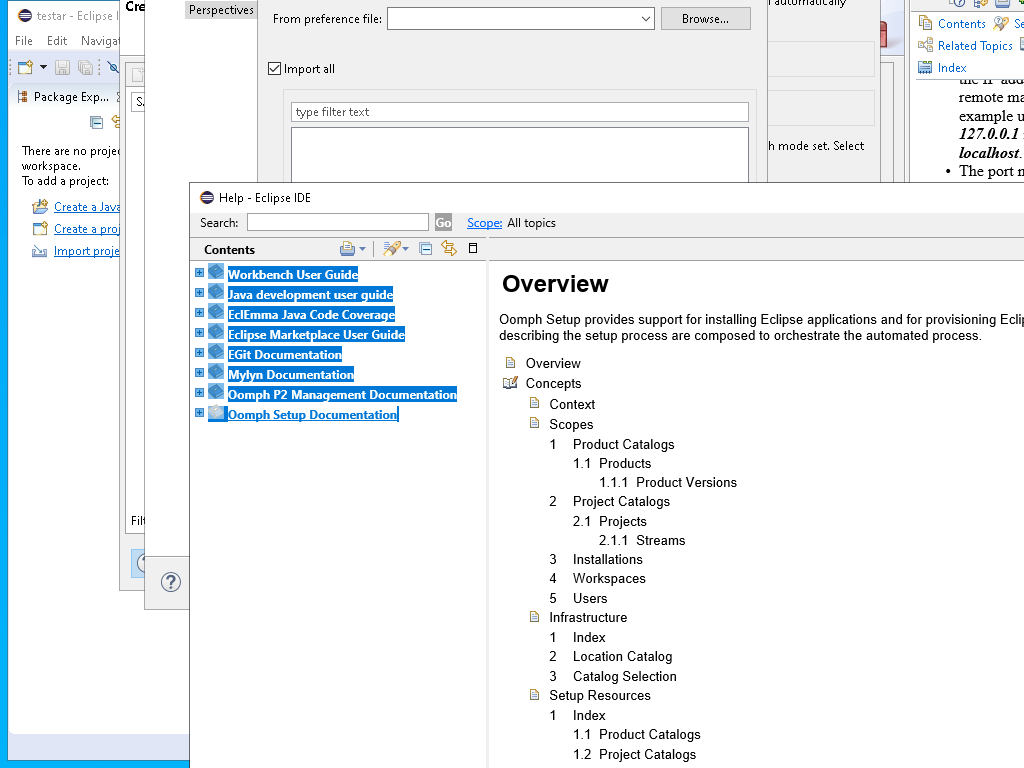 testar - Eclipse I
File Edit Navigat
Package Exp...
There are no projec
workspace.
To add a project:
Create a Java
Create a proj
Import proje
Cre
Filt
Perspectives
From preference file:
Browse...
Import all
type filter text
automatically
h mode set. Select
Contents
Se
Related Topics
Index
remote ma
example u
127.0.0.1
localhost.
• The port n
Help - Eclipse IDE
Search:
Go
Scope: All topics
Contents
Workbench User Guide
Java development user guide
EclEmma Java Code Coverage
Eclipse Marketplace User Guide
EGit Documentation
Mylyn Documentation
Oomph P2 Management Documentation
Oomph Setup Documentation
Overview
Oomph Setup provides support for installing Eclipse applications and for provisioning Eclip
describing the setup process are composed to orchestrate the automated process.
Overview
Concepts
Context
Scopes
1 Product Catalogs
1.1 Products
1.1.1 Product Versions
2 Project Catalogs
2.1 Projects
2.1.1 Streams
3 Installations
4 Workspaces
5 Users
Infrastructure
1 Index
2 Location Catalog
3 Catalog Selection
Setup Resources
1 Index
1.1 Product Catalogs
1.2 Project Catalogs